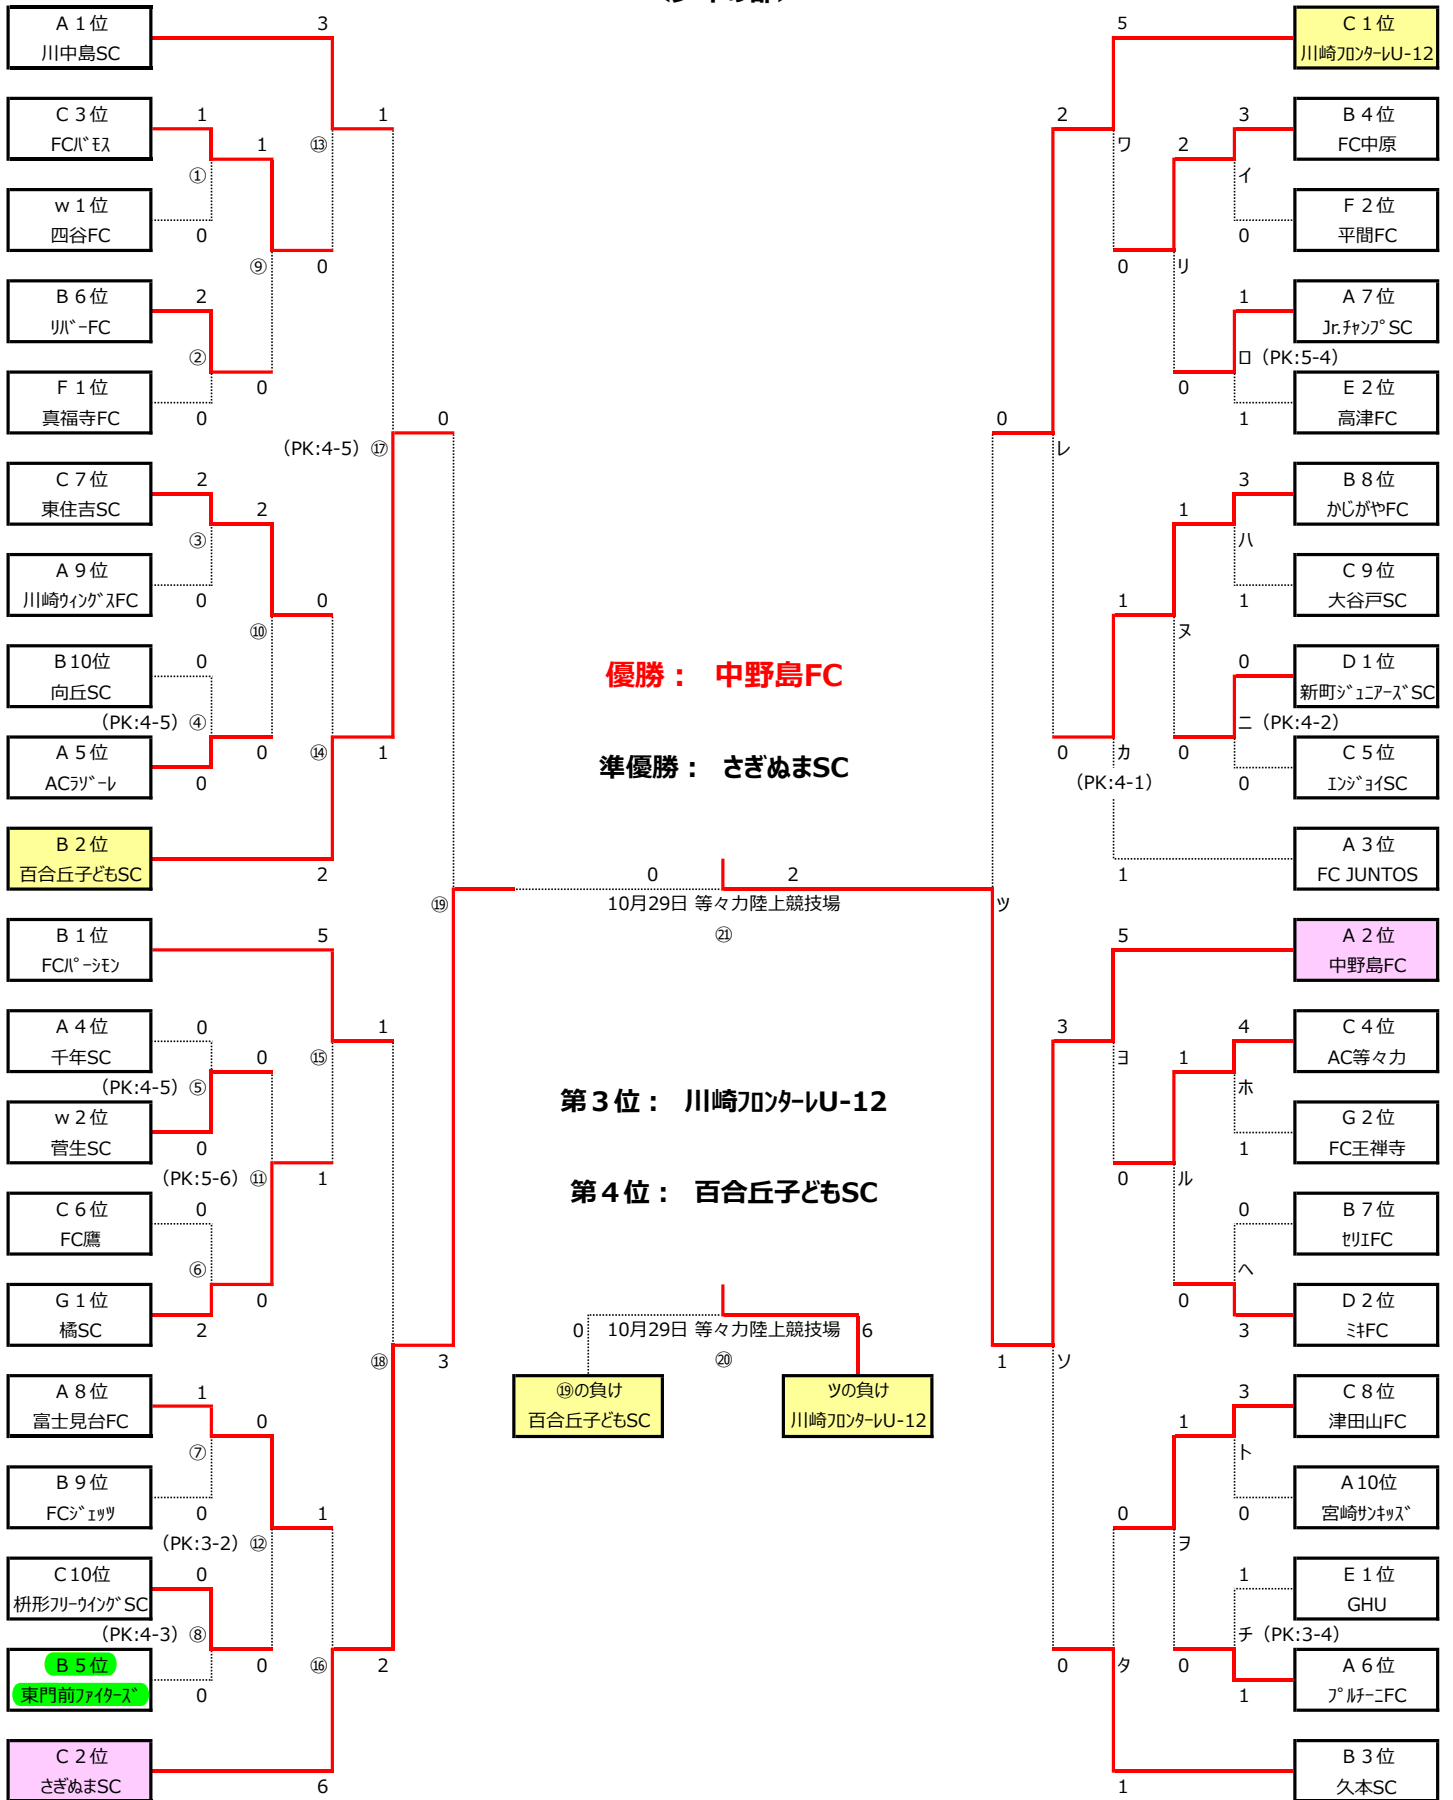 A１位
川中島SC
3
C３位
FCバモス
1
①
w１位
四谷FC
0
1
⑨
B６位
リバーFC
2
②
F１位
真福寺FC
0
0
⑬
0
1
C７位
東住吉SC
2
③
A９位
川崎ウィングスFC
0
2
⑩
B10位
向丘SC
0
(PK:4-5) ④
A５位
ACラゾーレ
0
0
0
⑭
B２位
百合丘子どもSC
2
1
(PK:4-5) ⑰
0
B１位
FCパーシモン
5
A４位
千年SC
0
(PK:4-5) ⑤
w２位
菅生SC
0
0
(PK:5-6) ⑪
C６位
FC鷹
0
⑥
G１位
橘SC
2
0
1
⑮
1
A８位
富士見台FC
1
⑦
B９位
FCジェッツ
0
0
(PK:3-2) ⑫
C10位
枡形フリーウイングSC
0
(PK:4-3) ⑧
B５位
東門前ファイターズ
0
0
1
⑯
C２位
さぎぬまSC
6
2
⑱
3
⑲
優勝： 中野島FC
準優勝： さぎぬまSC
0
2
10月29日 等々力陸上競技場
㉑
第３位： 川崎フロンターレU-12
第４位： 百合丘子どもSC
0
10月29日 等々力陸上競技場
6
⑳
⑲の負け
百合丘子どもSC
ツの負け
川崎フロンターレU-12
C１位
川崎フロンターレU-12
5
B４位
FC中原
3
イ
F２位
平間FC
0
2
リ
A７位
Jr.チャンプSC
1
ロ (PK:5-4)
E２位
高津FC
1
0
ワ
0
2
B８位
かじがやFC
3
ハ
C９位
大谷戸SC
1
1
ヌ
D１位
新町ジュニアーズSC
0
ニ (PK:4-2)
C５位
エンジョイSC
0
0
1
カ
(PK:4-1)
A３位
FC JUNTOS
1
0
レ
0
ツ
A２位
中野島FC
5
C４位
AC等々力
4
ホ
G２位
FC王禅寺
1
1
ル
B７位
セリエFC
0
ヘ
D２位
ミキFC
3
0
ヨ
0
3
C８位
津田山FC
3
ト
A10位
宮崎サンキッズ
0
1
ヲ
E１位
GHU
1
チ (PK:3-4)
A６位
プルチーニFC
1
0
0
タ
B３位
久本SC
1
0
ソ
1